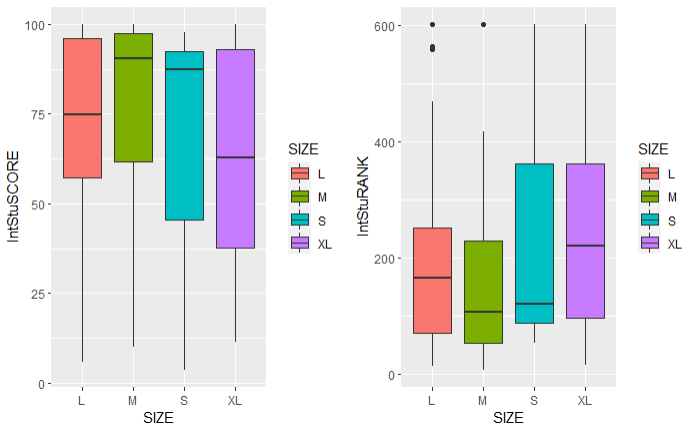 100
75
50
25
0
IntStuSCORE
L M S XL
SIZE
SIZE
L
M
S
XL
600
400
200
0
IntStuRANK
L M S XL
SIZE
SIZE
L
M
S
XL